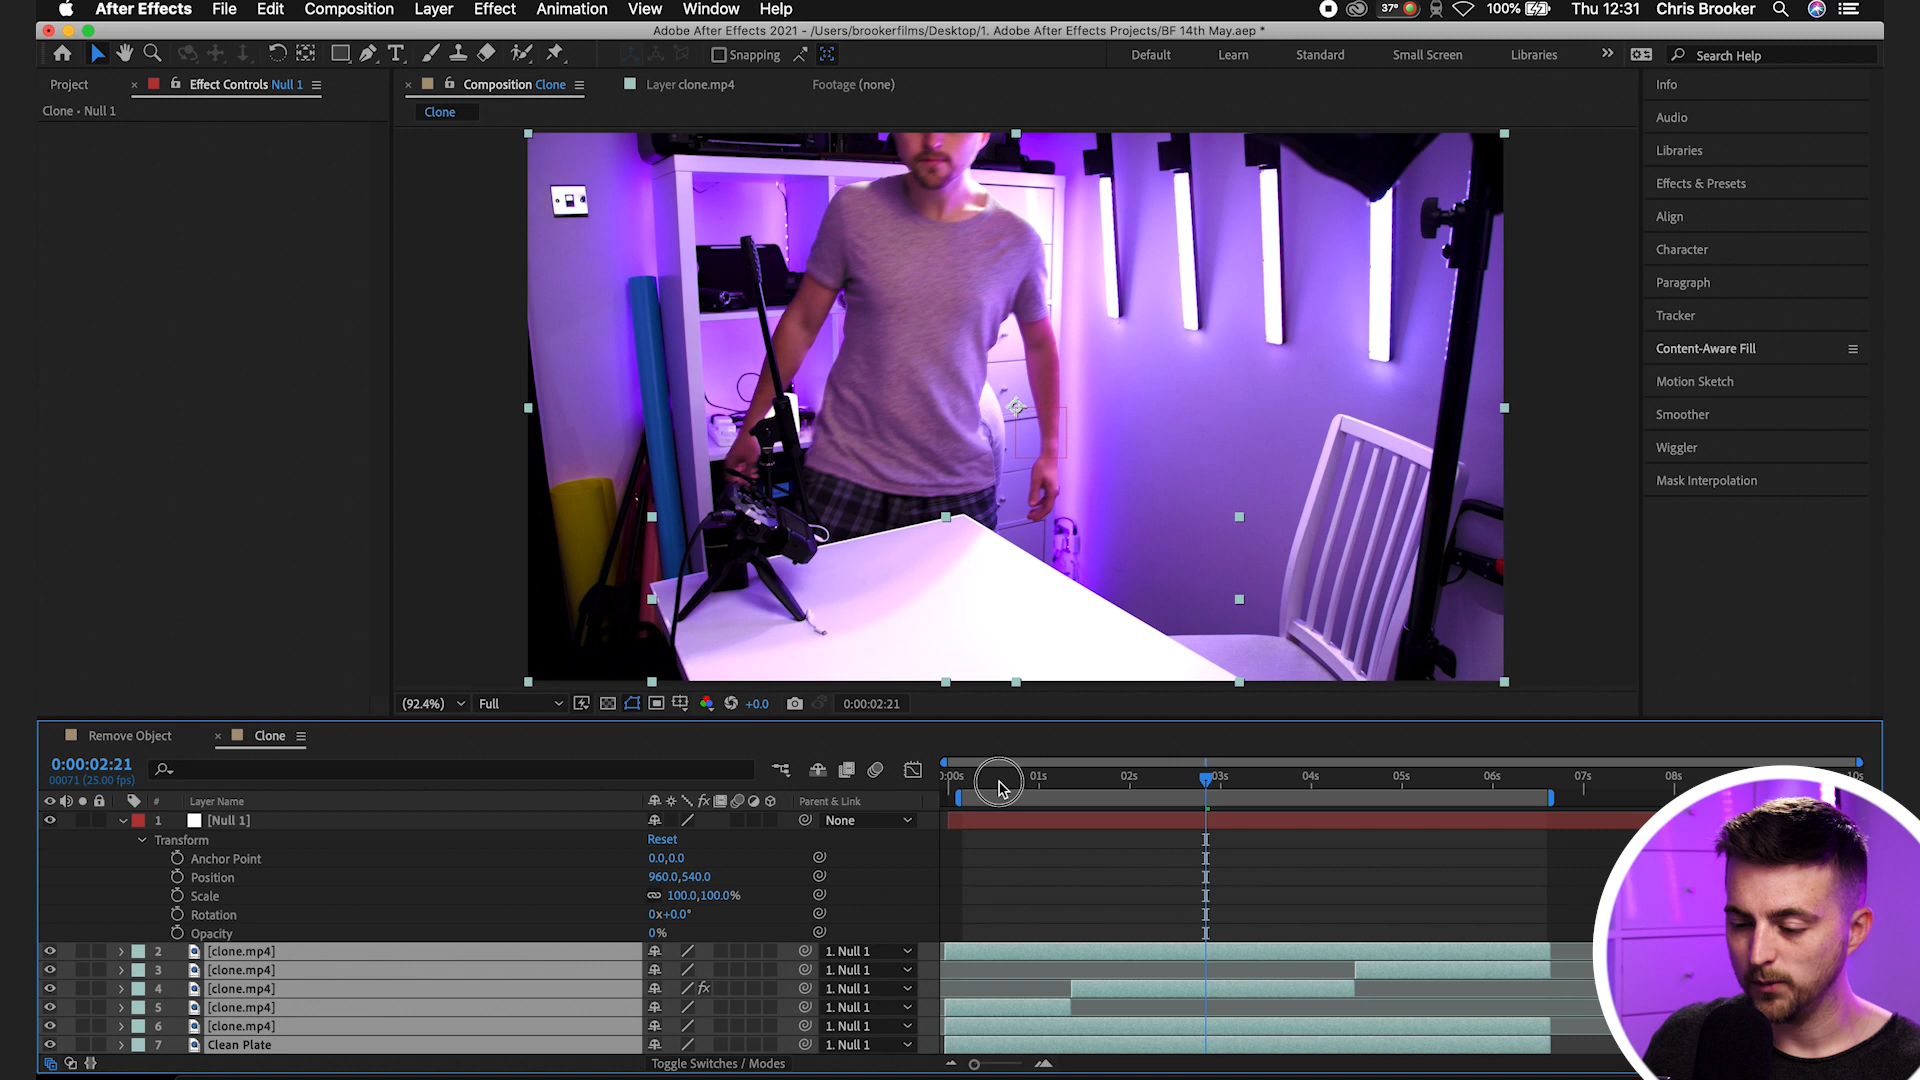 After Effects File Edit Composition Layer Effect Animation View Window Help 37° 100% Thu 12:31 Chris Brooker
Adobe After Effects 2021 - /Users/brookerfilms/Desktop/1. Adobe After Effects Projects/BF 14th May.aep *
Snapping Default Learn Standard Small Screen Libraries Search Help
Project Effect Controls Null 1 Composition Clone Layer clone.mp4 Footage (none) Info
Clone • Null 1 Clone
Audio
Libraries
Effects & Presets
Align
Character
Paragraph
Tracker
Content-Aware Fill
Motion Sketch
Smoother
Wiggler
Mask Interpolation
(92.4%) Full +0.0 0:00:02:21
Remove Object Clone
0:00:02:21
00071 (25.00 fps)
0:00s 01s 02s 03s 04s 05s 06s 07s 08s 10s
# Layer Name fx Parent & Link
1 [Null 1] None
Transform Reset
Anchor Point 0.0,0.0
Position 960.0,540.0
Scale 100.0,100.0%
Rotation 0x+0.0°
Opacity 0%
2 [clone.mp4] 1. Null 1
3 [clone.mp4] 1. Null 1
4 [clone.mp4] fx 1. Null 1
5 [clone.mp4] 1. Null 1
6 [clone.mp4] 1. Null 1
7 Clean Plate 1. Null 1
Toggle Switches / Modes